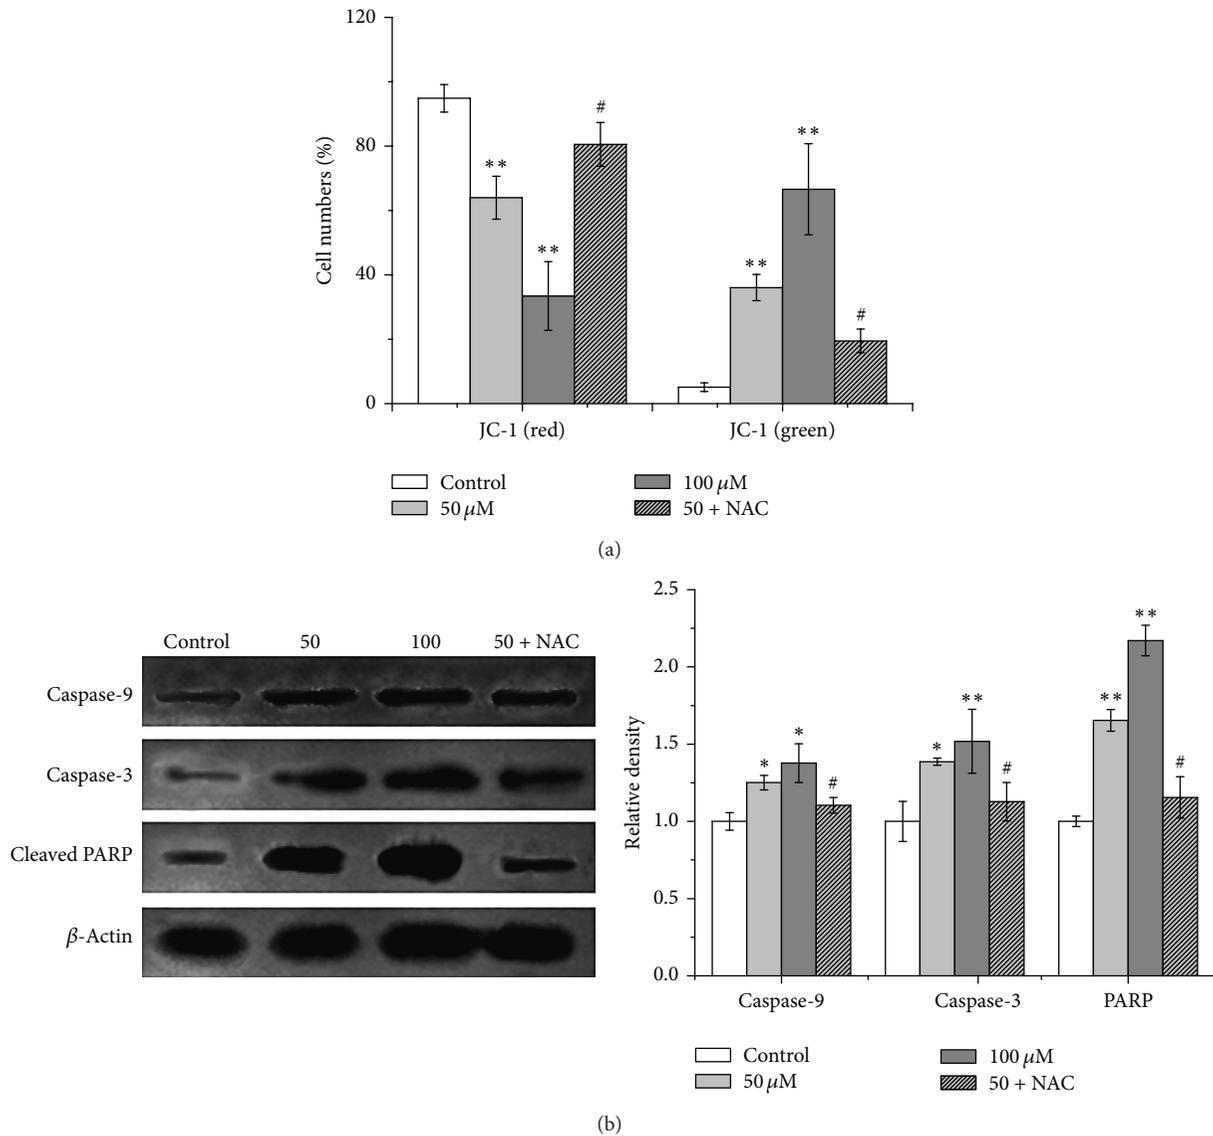 120
80
40
0
Cell numbers (%)
**
**
#
**
**
#
JC-1 (red) JC-1 (green)
Control 100 μM
50 μM 50 + NAC
(a)
Control 50 100 50 + NAC
Caspase-9
Caspase-3
Cleaved PARP
β-Actin
2.5
2.0
1.5
1.0
0.5
0.0
Relative density
*
*
#
*
**
#
**
**
#
Caspase-9 Caspase-3 PARP
Control 100 μM
50 μM 50 + NAC
(b)